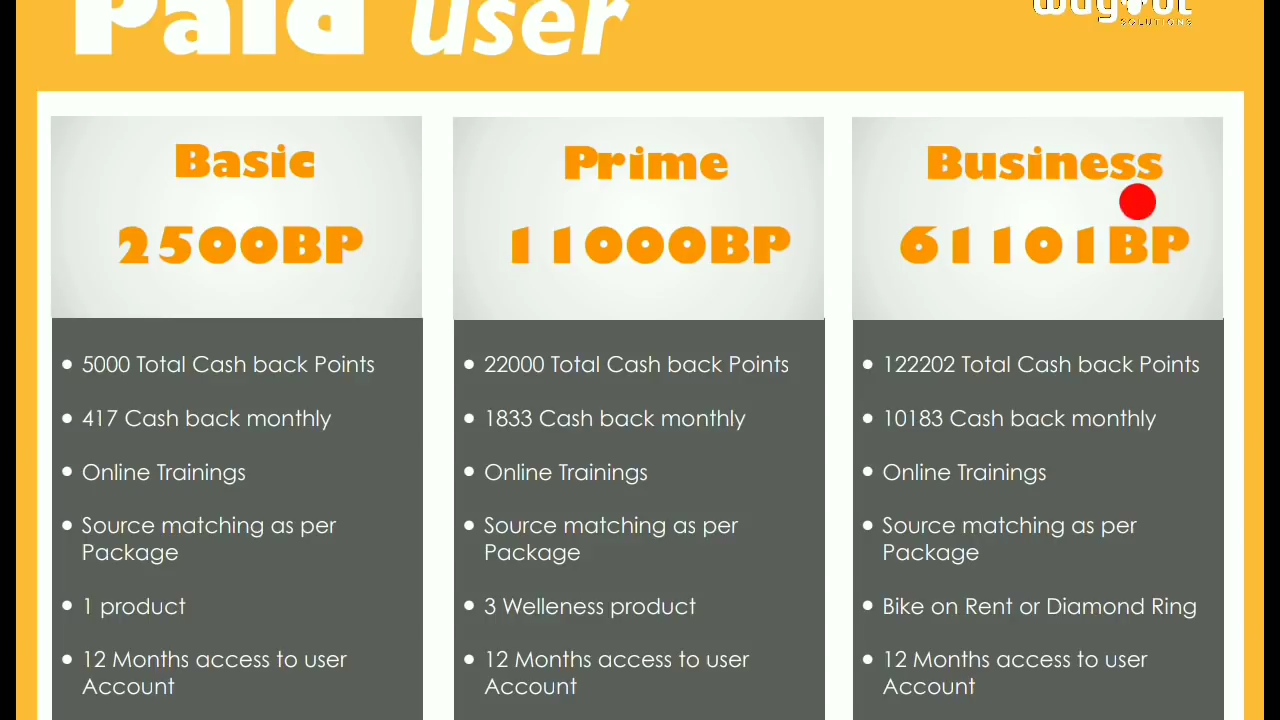 Paid user
SOLUTIONS
Basic
2500BP
5000 Total Cash back Points
417 Cash back monthly
Online Trainings
Source matching as per
Package
1 product
12 Months access to user
Account
Prime
11000BP
22000 Total Cash back Points
1833 Cash back monthly
Online Trainings
Source matching as per
Package
3 Welleness product
12 Months access to user
Account
Business
61101BP
122202 Total Cash back Points
10183 Cash back monthly
Online Trainings
Source matching as per
Package
Bike on Rent or Diamond Ring
12 Months access to user
Account